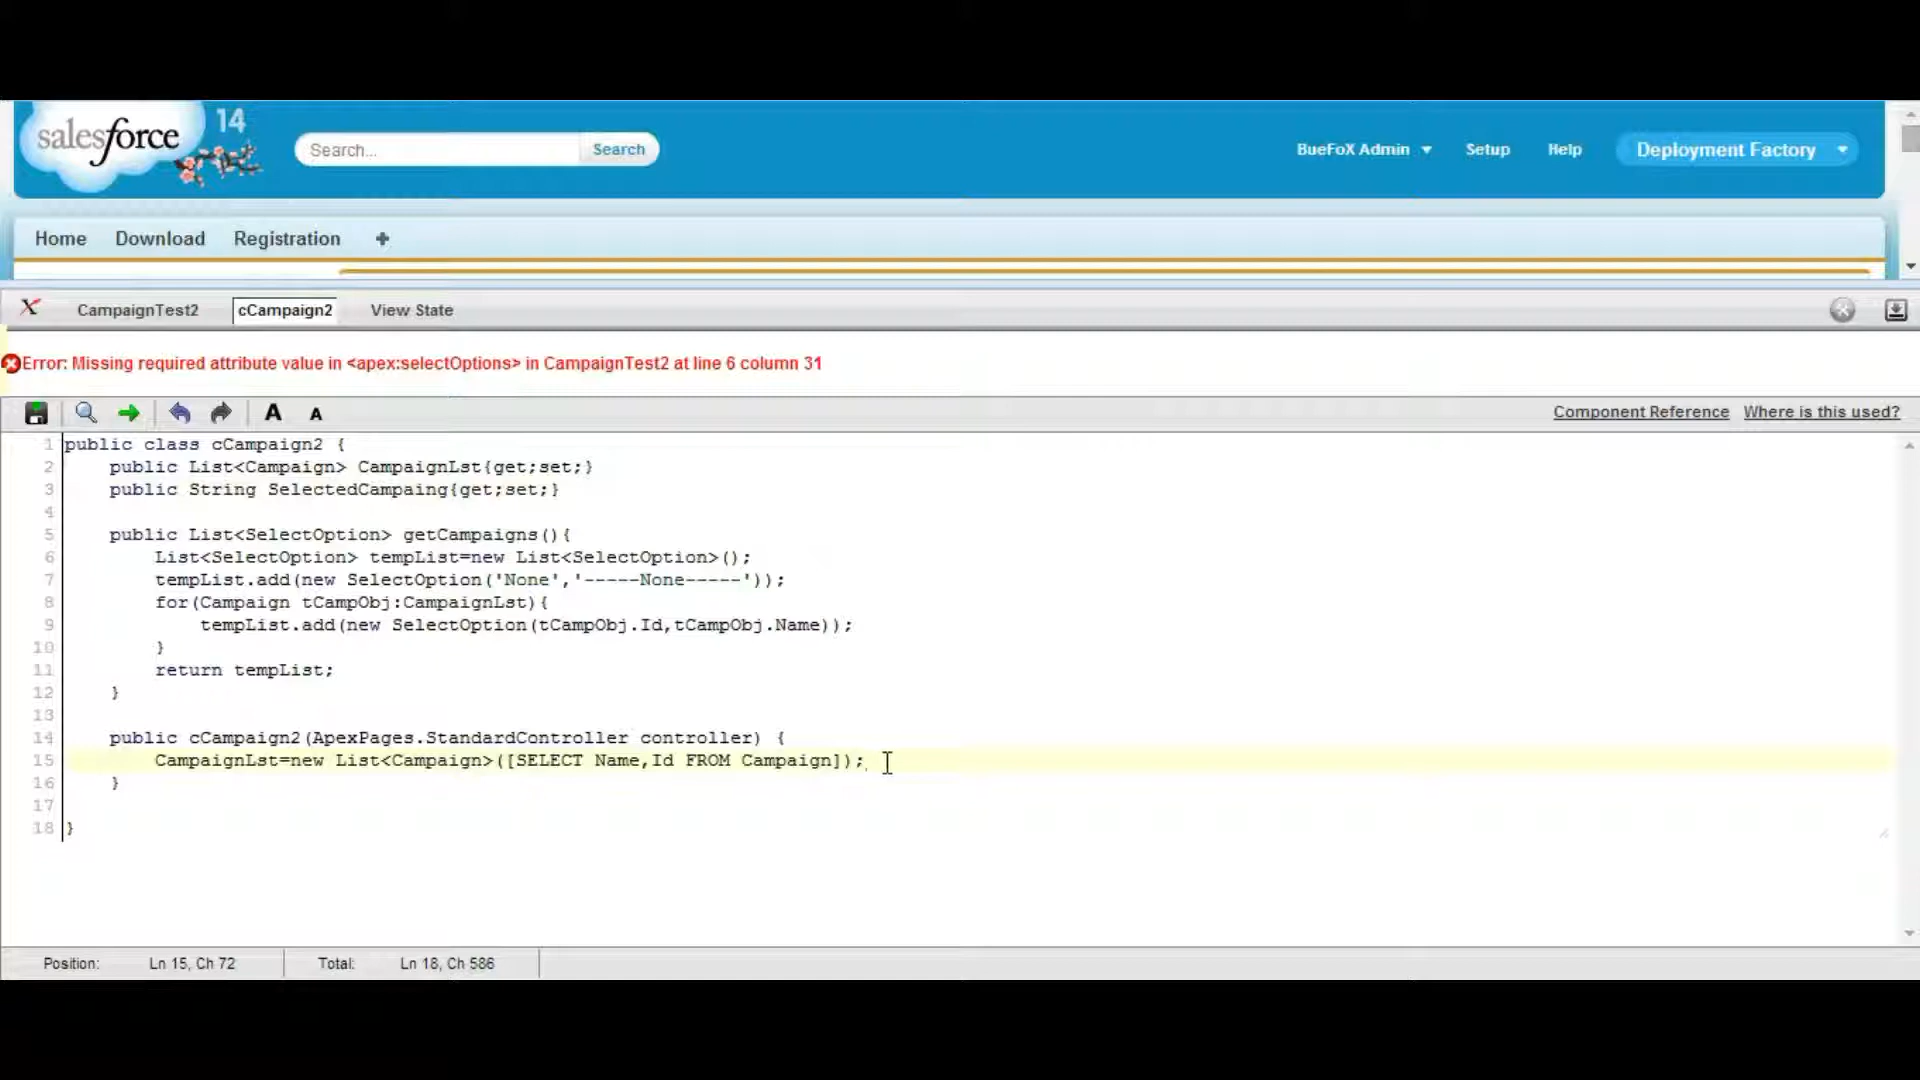 salesforce 14
Search... Search
BueFoX Admin Setup Help Deployment Factory
Home Download Registration +
CampaignTest2 cCampaign2 View State
Error: Missing required attribute value in <apex:selectOptions> in CampaignTest2 at line 6 column 31
A A Component Reference Where is this used?
1 public class cCampaign2 {
2 public List<Campaign> CampaignLst{get;set;}
3 public String SelectedCampaing{get;set;}
4
5 public List<SelectOption> getCampaigns(){
6 List<SelectOption> tempList=new List<SelectOption>();
7 tempList.add(new SelectOption('None','-----None-----'));
8 for(Campaign tCampObj:CampaignLst){
9 tempList.add(new SelectOption(tCampObj.Id,tCampObj.Name));
10 }
11 return tempList;
12 }
13
14 public cCampaign2(ApexPages.StandardController controller) {
15 CampaignLst=new List<Campaign>([SELECT Name,Id FROM Campaign]);
16 }
17
18 }
Position: Ln 15, Ch 72 Total: Ln 18, Ch 586